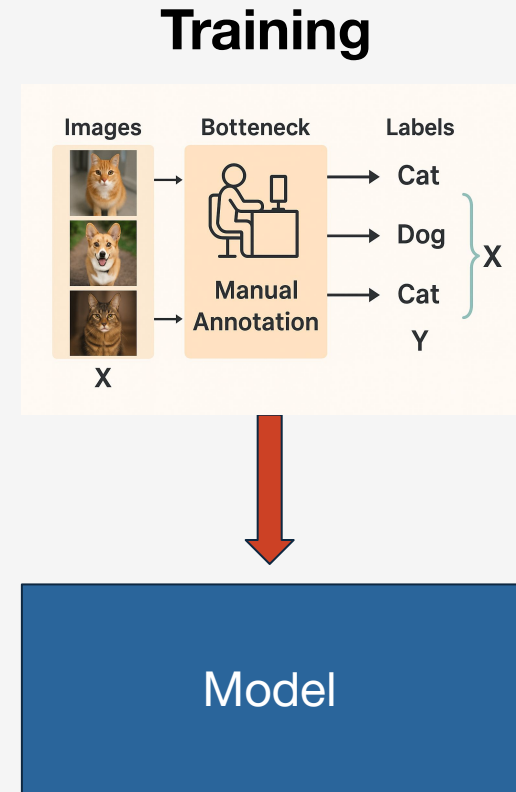 Training
Images
Botteneck
Labels
Cat
Dog
X
Manual
Annotation
Cat
Y
X
Model